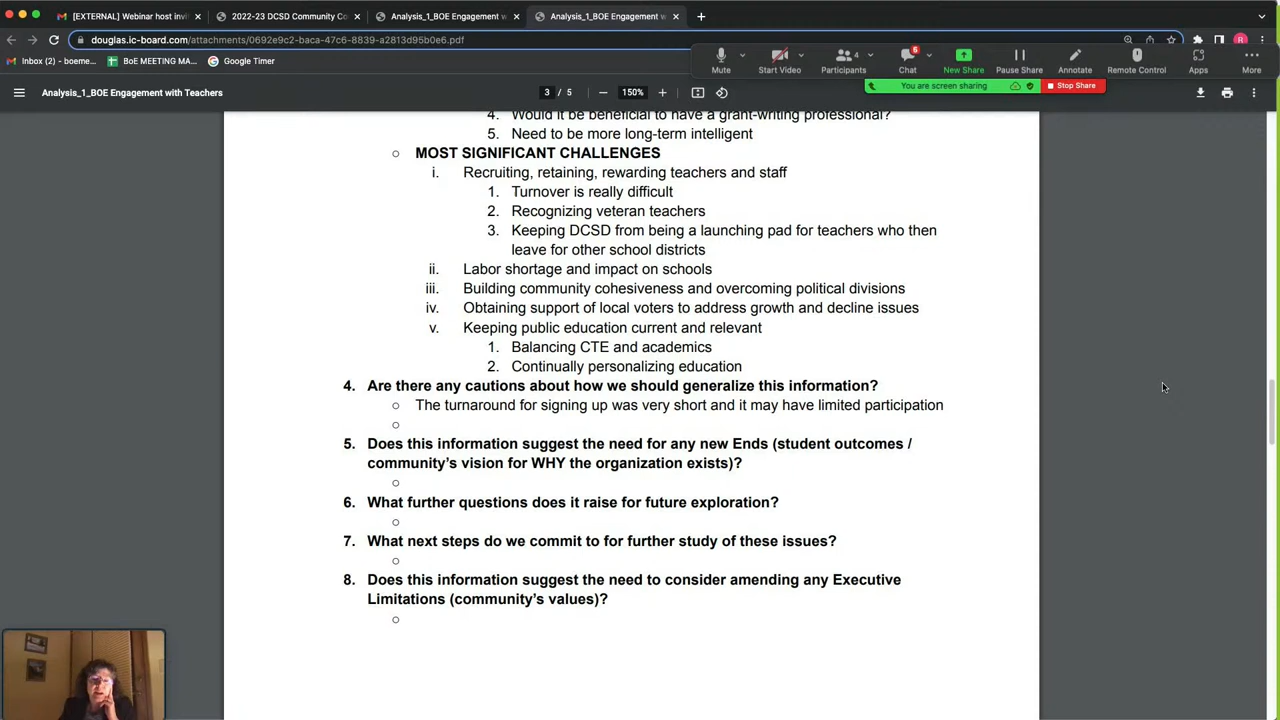 [EXTERNAL] Webinar host invi
2022-23 DCSD Community Co
Analysis_1_BOE Engagement w
Analysis_1_BOE Engagement w
douglas.ic-board.com/attachments/0692e9c2-baca-47c6-8839-a2813d95b0e6.pdf
R
Inbox (2) - boeme...
BoE MEETING MA...
Google Timer
6
Mute
Start Video
Participants
Chat
New Share
Pause Share
Annotate
Remote Control
Apps
More
You are screen sharing
Stop Share
Analysis_1_BOE Engagement with Teachers
3 / 5
150%
4. Would it be beneficial to have a grant-writing professional?
5. Need to be more long-term intelligent
MOST SIGNIFICANT CHALLENGES
i. Recruiting, retaining, rewarding teachers and staff
1. Turnover is really difficult
2. Recognizing veteran teachers
3. Keeping DCSD from being a launching pad for teachers who then
leave for other school districts
ii. Labor shortage and impact on schools
iii. Building community cohesiveness and overcoming political divisions
iv. Obtaining support of local voters to address growth and decline issues
v. Keeping public education current and relevant
1. Balancing CTE and academics
2. Continually personalizing education
4. Are there any cautions about how we should generalize this information?
The turnaround for signing up was very short and it may have limited participation
5. Does this information suggest the need for any new Ends (student outcomes /
community's vision for WHY the organization exists)?
6. What further questions does it raise for future exploration?
7. What next steps do we commit to for further study of these issues?
8. Does this information suggest the need to consider amending any Executive
Limitations (community's values)?